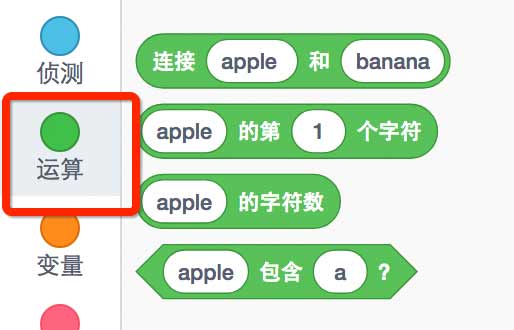 侦测
运算
变量
连接 apple 和 banana
apple 的第 1 个字符
apple 的字符数
apple 包含 a ?